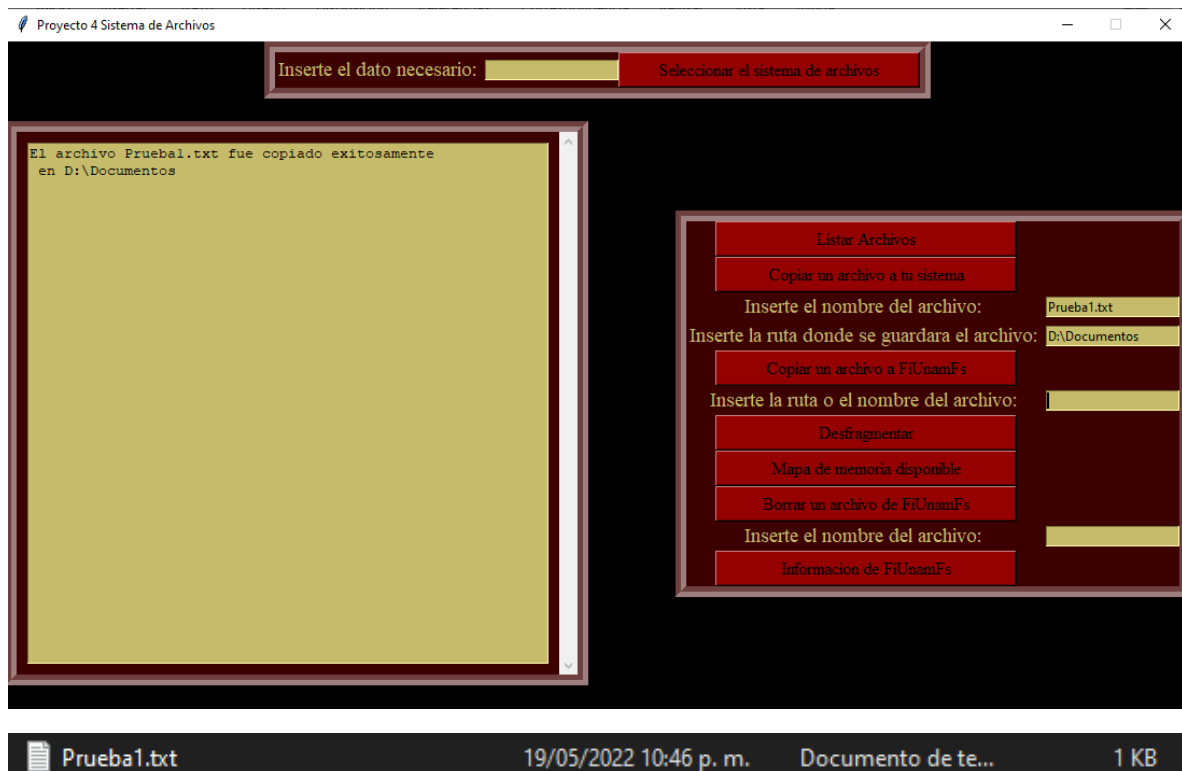 Proyecto 4 Sistema de Archivos
Inserte el dato necesario:
Seleccionar el sistema de archivos
El archivo Prueba1.txt fue copiado exitosamente
en D:\Documentos
Listar Archivos
Copiar un archivo a tu sistema
Inserte el nombre del archivo: Prueba1.txt
Inserte la ruta donde se guardara el archivo: D:\Documentos
Copiar un archivo a FiUnamFs
Inserte la ruta o el nombre del archivo:
Desfragmentar
Mapa de memoria disponible
Borrar un archivo de FiUnamFs
Inserte el nombre del archivo:
Informacion de FiUnamFs
Prueba1.txt 19/05/2022 10:46 p. m. Documento de te... 1 KB